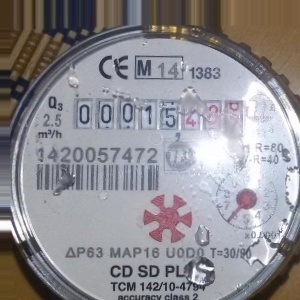 CE M 14 1383
Q3
2.5
m³/h
00015
1420057472
R=80
R=40
x0.0001
ΔP63 MAP16 U0D0 T=30/90
CD SD PLUS
TCM 142/10-4794
accuracy class 2